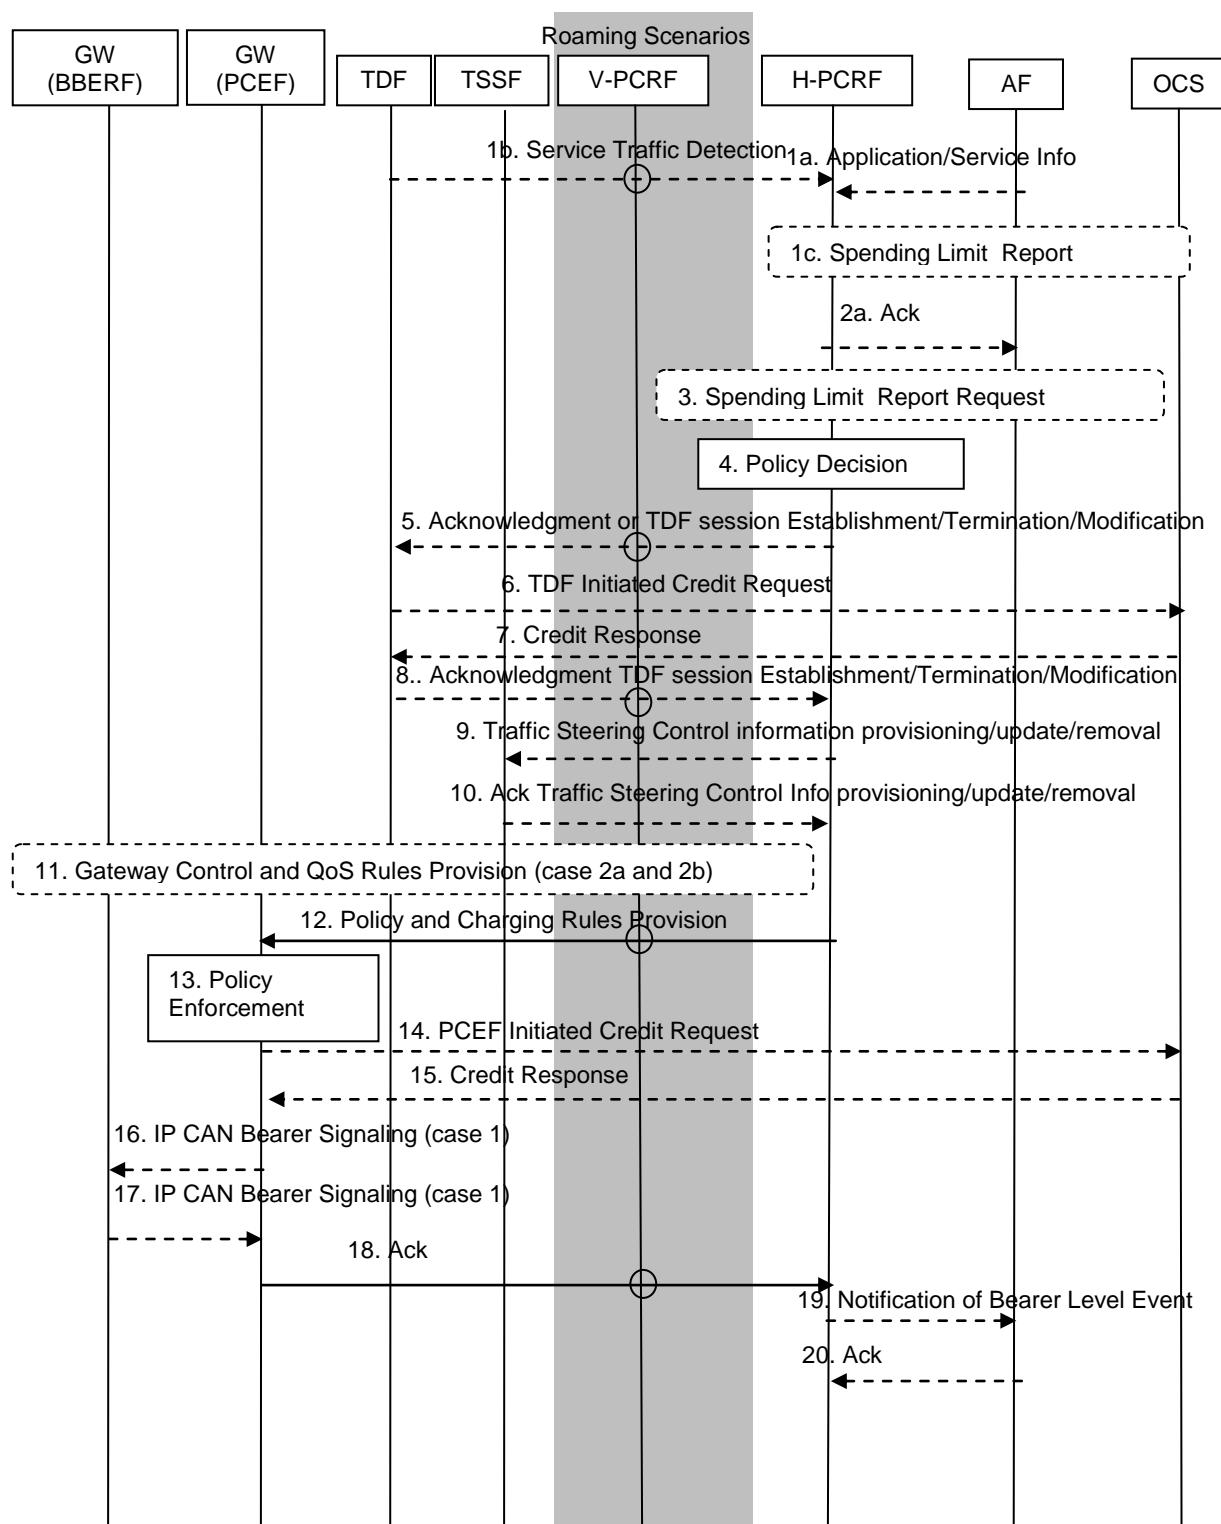 Roaming Scenarios
GW
(BBERF)
GW
(PCEF)
TDF
TSSF
V-PCRF
H-PCRF
AF
OCS
1b. Service Traffic Detection
1a. Application/Service Info
1c. Spending Limit Report
2a. Ack
3. Spending Limit Report Request
4. Policy Decision
5. Acknowledgment or TDF session Establishment/Termination/Modification
6. TDF Initiated Credit Request
7. Credit Response
8.. Acknowledgment TDF session Establishment/Termination/Modification
9. Traffic Steering Control information provisioning/update/removal
10. Ack Traffic Steering Control Info provisioning/update/removal
11. Gateway Control and QoS Rules Provision (case 2a and 2b)
12. Policy and Charging Rules Provision
13. Policy
Enforcement
14. PCEF Initiated Credit Request
15. Credit Response
16. IP CAN Bearer Signaling (case 1)
17. IP CAN Bearer Signaling (case 1)
18. Ack
19. Notification of Bearer Level Event
20. Ack